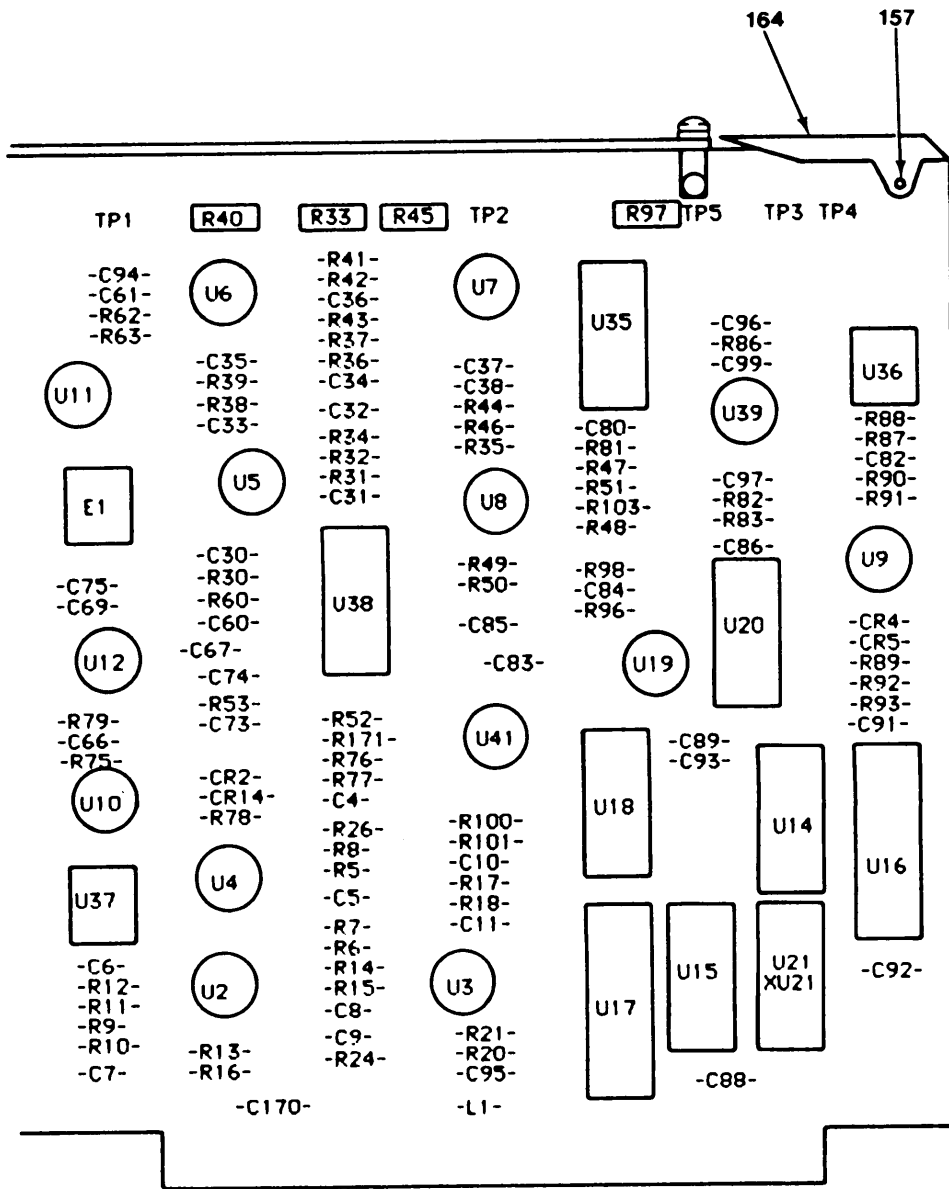 164 157
TP1 R40 R33 R45 TP2 R97 TP5 TP3 TP4
-C94-
-C61-
-R62-
-R63-
U11
E1
-C75-
-C69-
U12
-R79-
-C66-
-R75-
U10
U37
-C6-
-R12-
-R11-
-R9-
-R10-
-C7-
U6
-C35-
-R39-
-R38-
-C33-
U5
-C30-
-R30-
-R60-
-C60-
-C67-
-C74-
-R53-
-C73-
-CR2-
-CR14-
-R78-
U4
U2
-R13-
-R16-
-C170-
-R41-
-R42-
-C36-
-R43-
-R37-
-R36-
-C34-
-C32-
-R34-
-R32-
-R31-
-C31-
U38
-R52-
-R171-
-R76-
-R77-
-C4-
-R26-
-R8-
-R5-
-C5-
-R7-
-R6-
-R14-
-R15-
-C8-
-C9-
-R24-
U7
-C37-
-C38-
-R44-
-R46-
-R35-
U8
-R49-
-R50-
-C85-
-C83-
U41
-R100-
-R101-
-C10-
-R17-
-R18-
-C11-
U3
-R21-
-R20-
-C95-
-L1-
U35
-C80-
-R81-
-R47-
-R51-
-R103-
-R48-
-R98-
-C84-
-R96-
U19
U18
U17
-C96-
-R86-
-C99-
U39
-C97-
-R82-
-R83-
-C86-
U20
-C89-
-C93-
U14
U15
U21
XU21
-C88-
U36
-R88-
-R87-
-C82-
-R90-
-R91-
U9
-CR4-
-CR5-
-R89-
-R92-
-R93-
-C91-
U16
-C92-